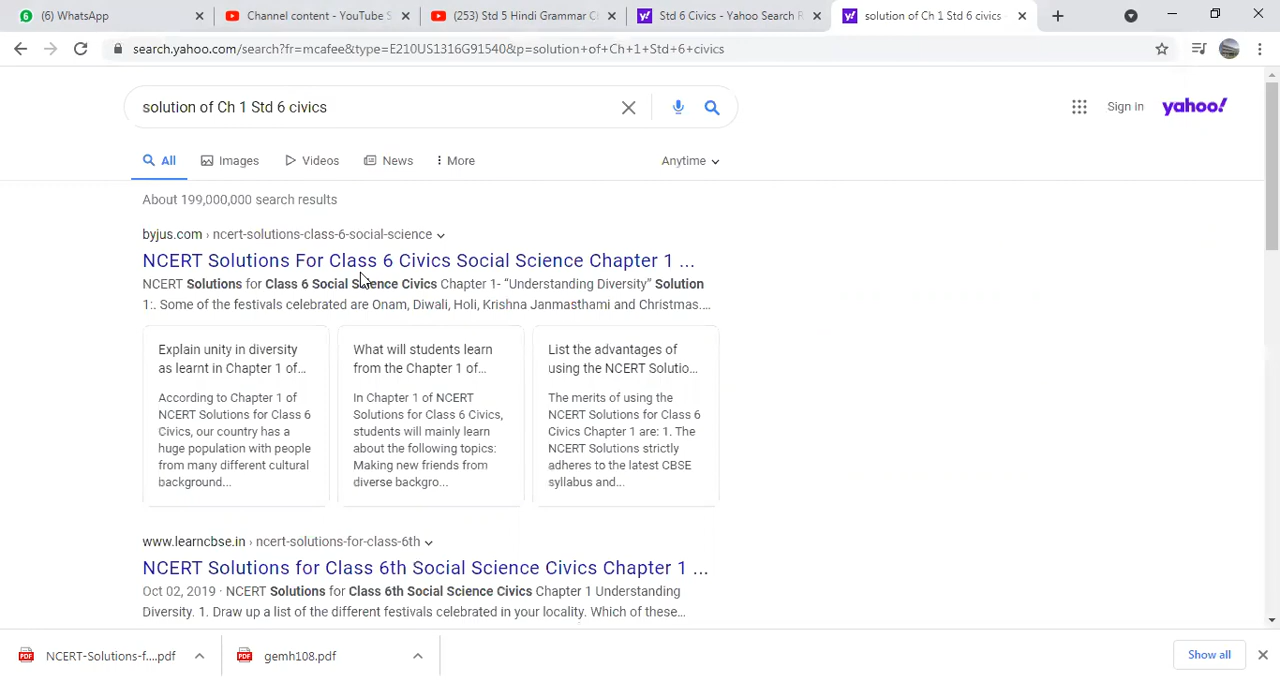 6 (6) WhatsApp
Channel content - YouTube S
(253) Std 5 Hindi Grammar C
Std 6 Civics - Yahoo Search R
solution of Ch 1 Std 6 civics
search.yahoo.com/search?fr=mcafee&type=E210US1316G91540&p=solution+of+Ch+1+Std+6+civics
solution of Ch 1 Std 6 civics
Sign in
yahoo!
All
Images
Videos
News
More
Anytime
About 199,000,000 search results
byjus.com › ncert-solutions-class-6-social-science
NCERT Solutions For Class 6 Civics Social Science Chapter 1 ...
NCERT Solutions for Class 6 Social Science Civics Chapter 1- “Understanding Diversity” Solution
1:. Some of the festivals celebrated are Onam, Diwali, Holi, Krishna Janmasthami and Christmas....
Explain unity in diversity
as learnt in Chapter 1 of...
According to Chapter 1 of
NCERT Solutions for Class 6
Civics, our country has a
huge population with people
from many different cultural
background...
What will students learn
from the Chapter 1 of...
In Chapter 1 of NCERT
Solutions for Class 6 Civics,
students will mainly learn
about the following topics:
Making new friends from
diverse backgro...
List the advantages of
using the NCERT Solutio...
The merits of using the
NCERT Solutions for Class 6
Civics Chapter 1 are: 1. The
NCERT Solutions strictly
adheres to the latest CBSE
syllabus and...
www.learncbse.in › ncert-solutions-for-class-6th
NCERT Solutions for Class 6th Social Science Civics Chapter 1 ...
Oct 02, 2019 · NCERT Solutions for Class 6th Social Science Civics Chapter 1 Understanding
Diversity. 1. Draw up a list of the different festivals celebrated in your locality. Which of these...
NCERT-Solutions-f....pdf
gemh108.pdf
Show all